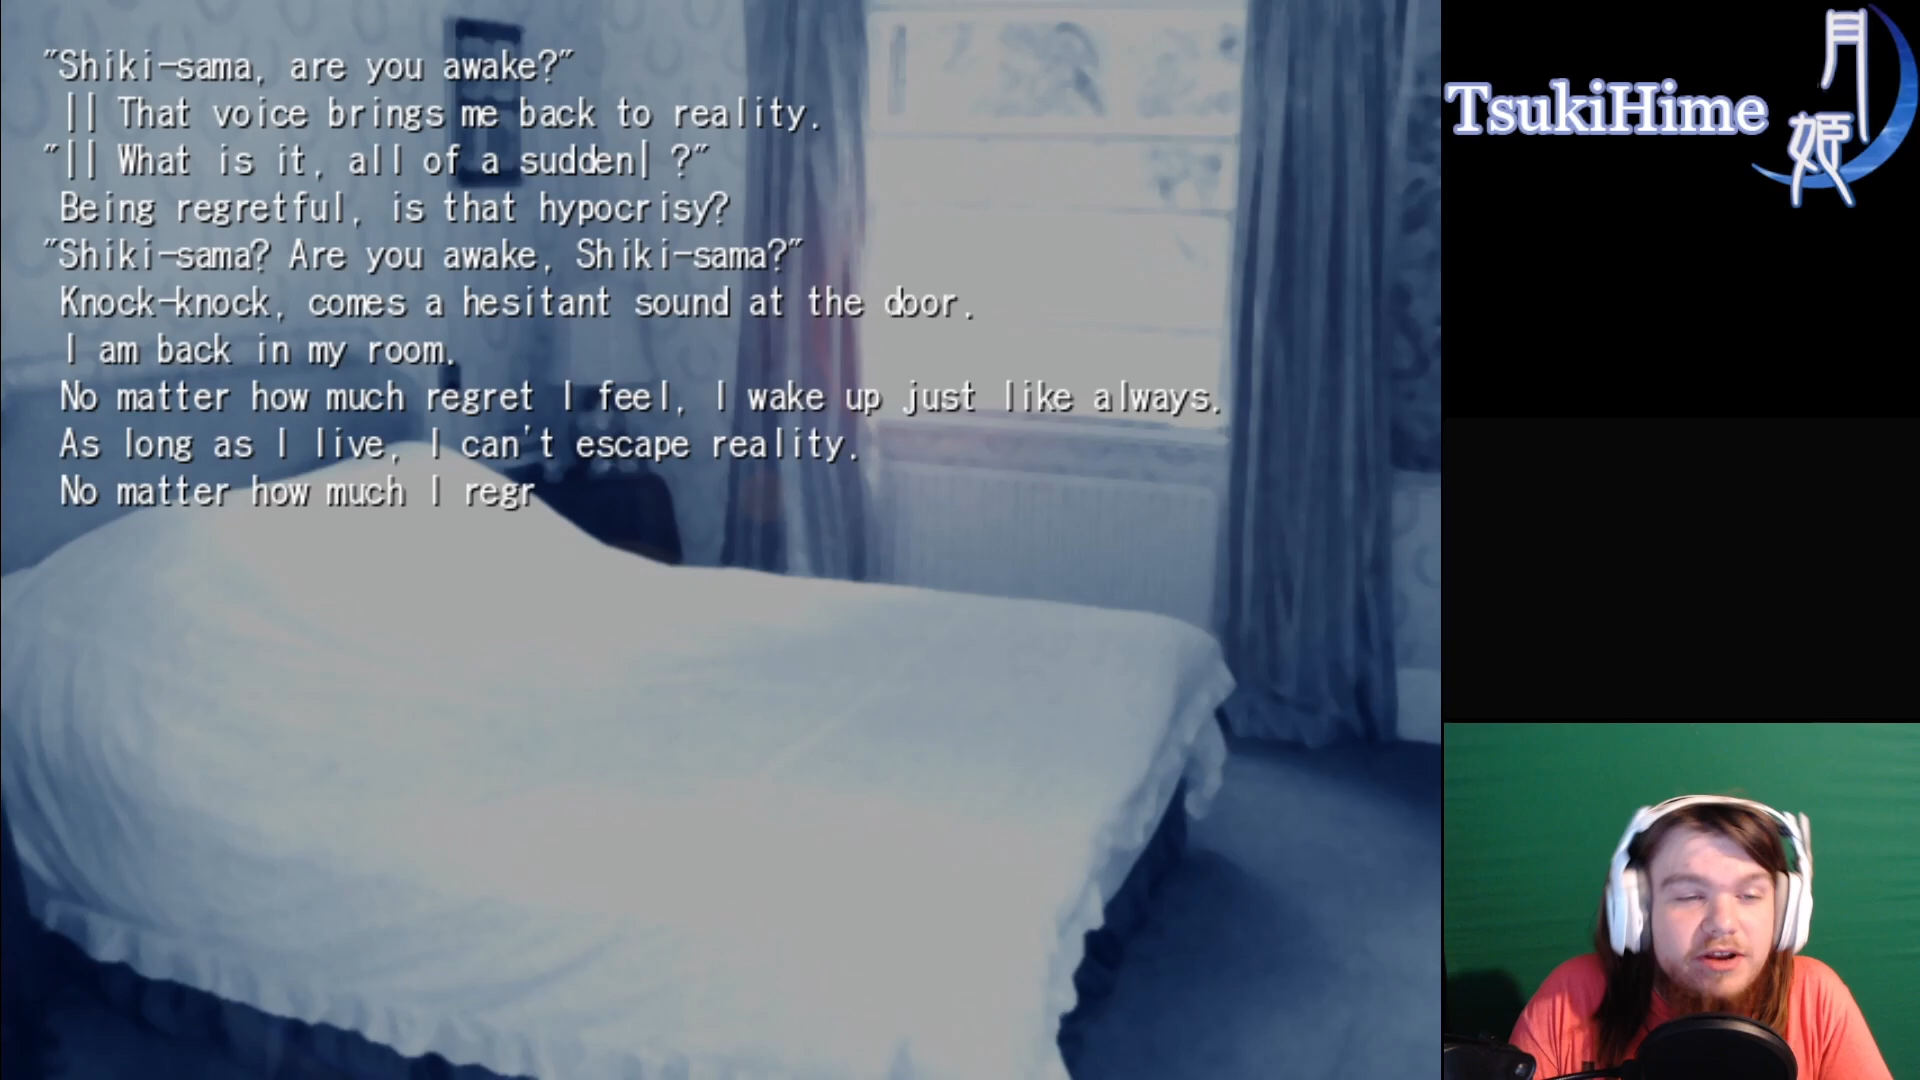 "Shiki-sama, are you awake?"
|| That voice brings me back to reality.
"|| What is it, all of a sudden| ?"
Being regretful, is that hypocrisy?
"Shiki-sama? Are you awake, Shiki-sama?"
Knock-knock, comes a hesitant sound at the door.
I am back in my room.
No matter how much regret I feel, I wake up just like always.
As long as I live, I can't escape reality.
No matter how much I regr
TsukiHime
月姫